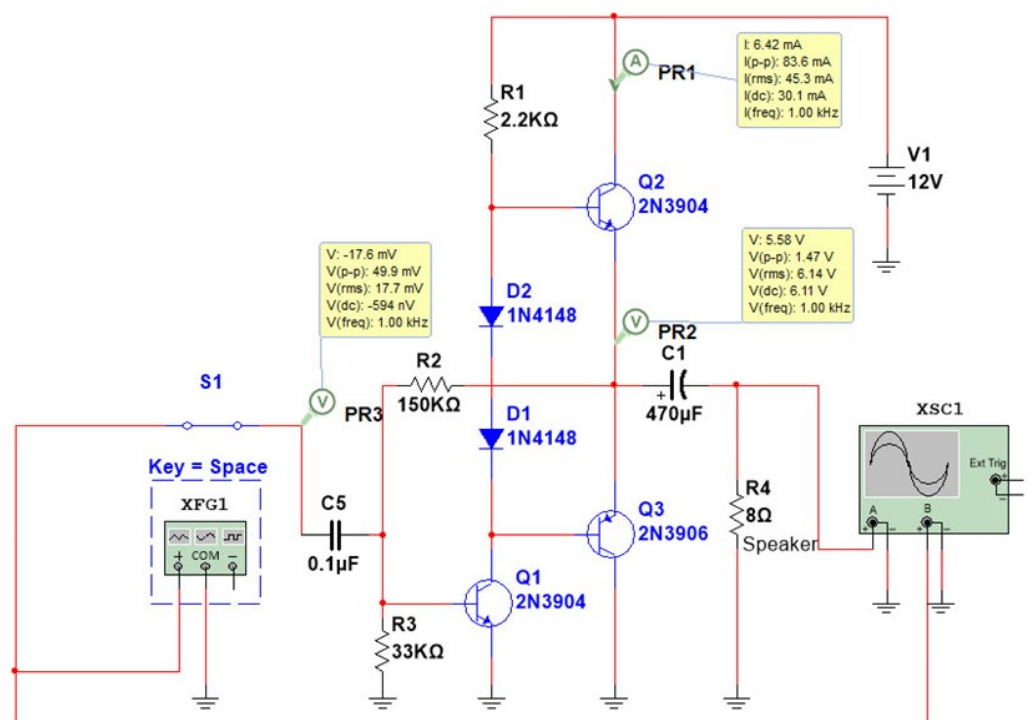 I: 6.42 mA
I(p-p): 83.6 mA
I(rms): 45.3 mA
I(dc): 30.1 mA
I(freq): 1.00 kHz
A
PR1
R1
2.2KΩ
V1
12V
Q2
2N3904
V: -17.6 mV
V(p-p): 49.9 mV
V(rms): 17.7 mV
V(dc): -594 nV
V(freq): 1.00 kHz
V: 5.58 V
V(p-p): 1.47 V
V(rms): 6.14 V
V(dc): 6.11 V
V(freq): 1.00 kHz
D2
1N4148
V
PR2
S1
V
PR3
R2
150KΩ
C1
+
470µF
D1
1N4148
XSC1
Ext Trig
+
−
A
B
+ −
+ −
Key = Space
XFG1
+ COM −
C5
0.1µF
Q3
2N3906
R4
8Ω
Speaker
Q1
2N3904
R3
33KΩ